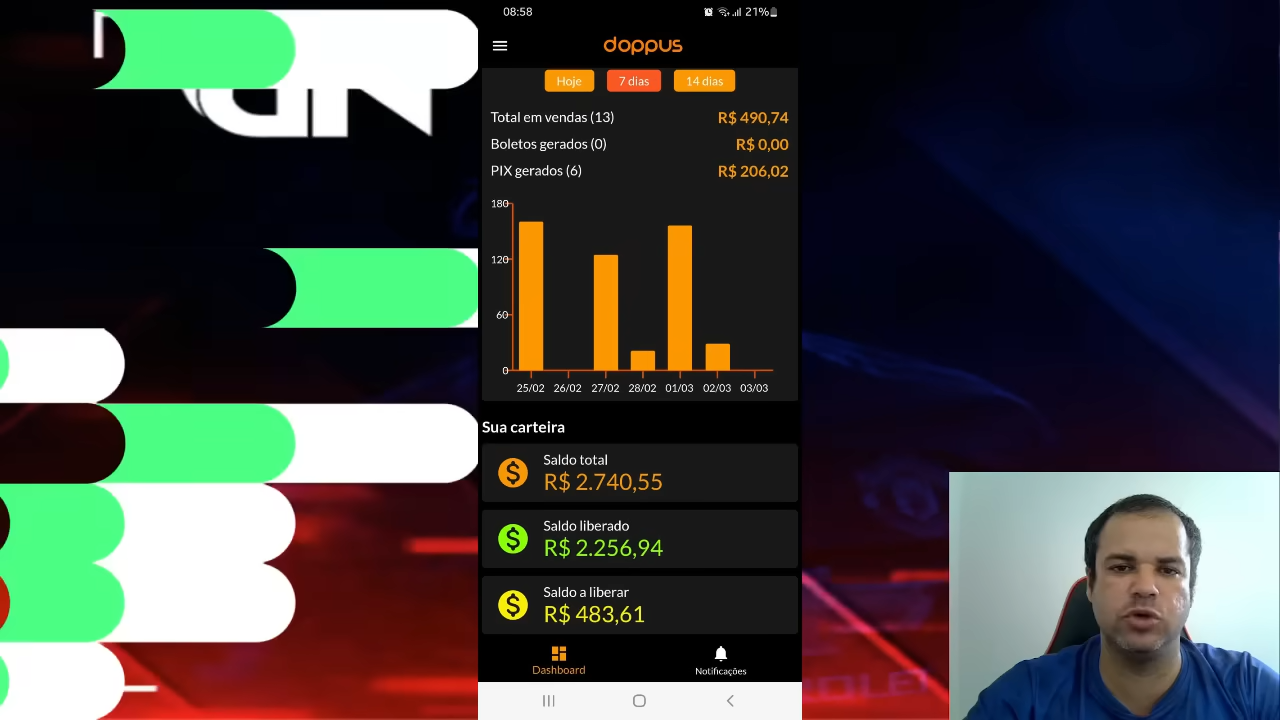 08:58
21%
doppus
Hoje
7 dias
14 dias
Total em vendas (13)
R$ 490,74
Boletos gerados (0)
R$ 0,00
PIX gerados (6)
R$ 206,02
180
120
60
0
25/02
26/02
27/02
28/02
01/03
02/03
03/03
Sua carteira
Saldo total
R$ 2.740,55
Saldo liberado
R$ 2.256,94
Saldo a liberar
R$ 483,61
Dashboard
Notificações